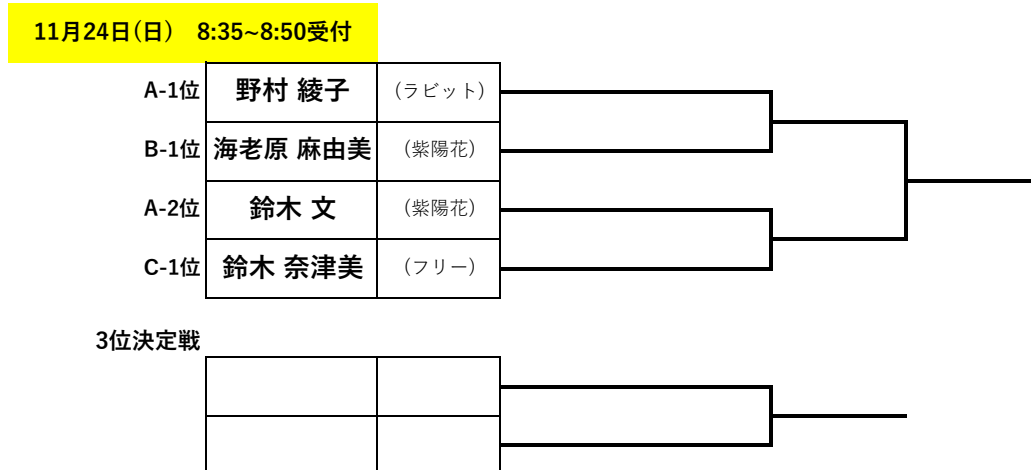 11月24日(日) 8:35~8:50受付
A-1位 野村 綾子 (ラビット)
B-1位 海老原 麻由美 (紫陽花)
A-2位 鈴木 文 (紫陽花)
C-1位 鈴木 奈津美 (フリー)
3位決定戦